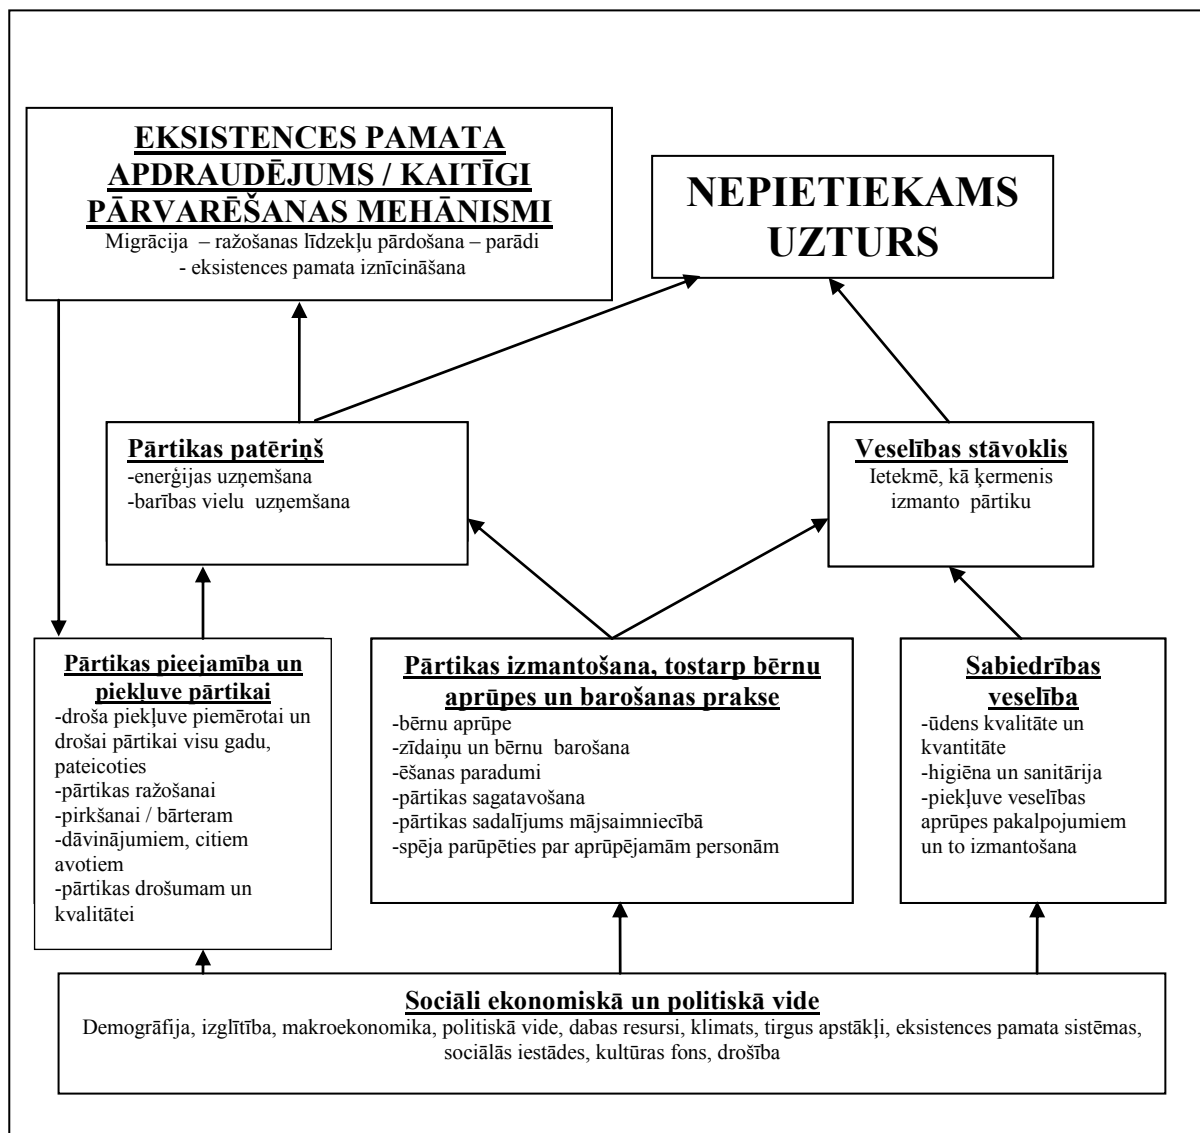 EKSISTENCES PAMATA
APDRAUDĒJUMS / KAITĪGI
PĀRVARĒŠANAS MEHĀNISMI
Migrācija – ražošanas līdzekļu pārdošana – parādi
- eksistences pamata iznīcināšana
NEPIETIEKAMS
UZTURS
Pārtikas patēriņš
-enerģijas uzņemšana
-barības vielu uzņemšana
Veselības stāvoklis
Ietekmē, kā ķermenis
izmanto pārtiku
Pārtikas pieejamība un
piekļuve pārtikai
-droša piekļuve piemērotai un
drošai pārtikai visu gadu,
pateicoties
-pārtikas ražošanai
-pirkšanai / bārteram
-dāvinājumiem, citiem
avotiem
-pārtikas drošumam un
kvalitātei
Pārtikas izmantošana, tostarp bērnu
aprūpes un barošanas prakse
-bērnu aprūpe
-zīdaiņu un bērnu barošana
-ēšanas paradumi
-pārtikas sagatavošana
-pārtikas sadalījums mājsaimniecībā
-spēja parūpēties par aprūpējamām personām
Sabiedrības
veselība
-ūdens kvalitāte un
kvantitāte
-higiēna un sanitārija
-piekļuve veselības
aprūpes pakalpojumiem
un to izmantošana
Sociāli ekonomiskā un politiskā vide
Demogrāfija, izglītība, makroekonomika, politiskā vide, dabas resursi, klimats, tirgus apstākļi, eksistences pamata sistēmas,
sociālās iestādes, kultūras fons, drošība